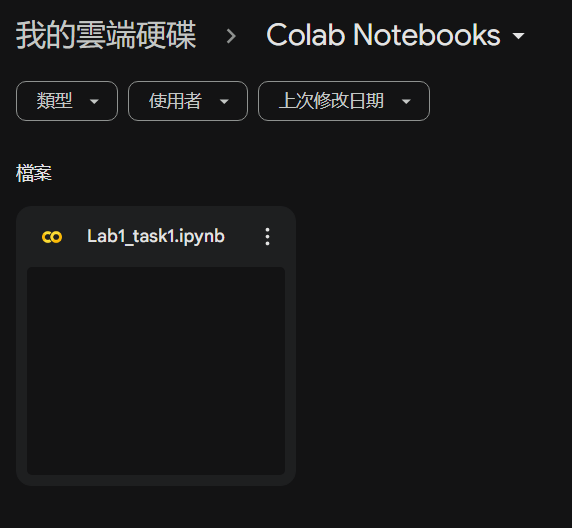 我的雲端硬碟 > Colab Notebooks
類型 使用者 上次修改日期
檔案
Lab1_task1.ipynb